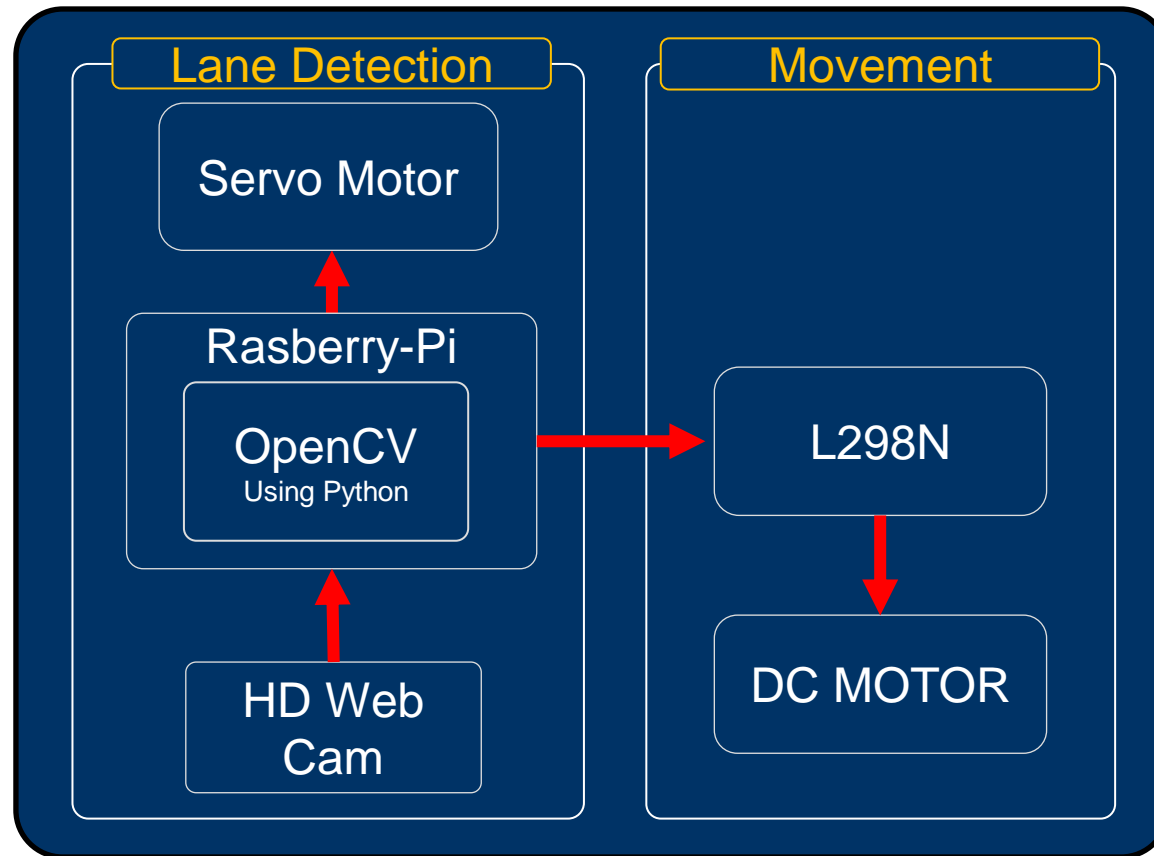 Lane Detection
Servo Motor
Rasberry-Pi
OpenCV
Using Python
HD Web
Cam
Movement
L298N
DC MOTOR